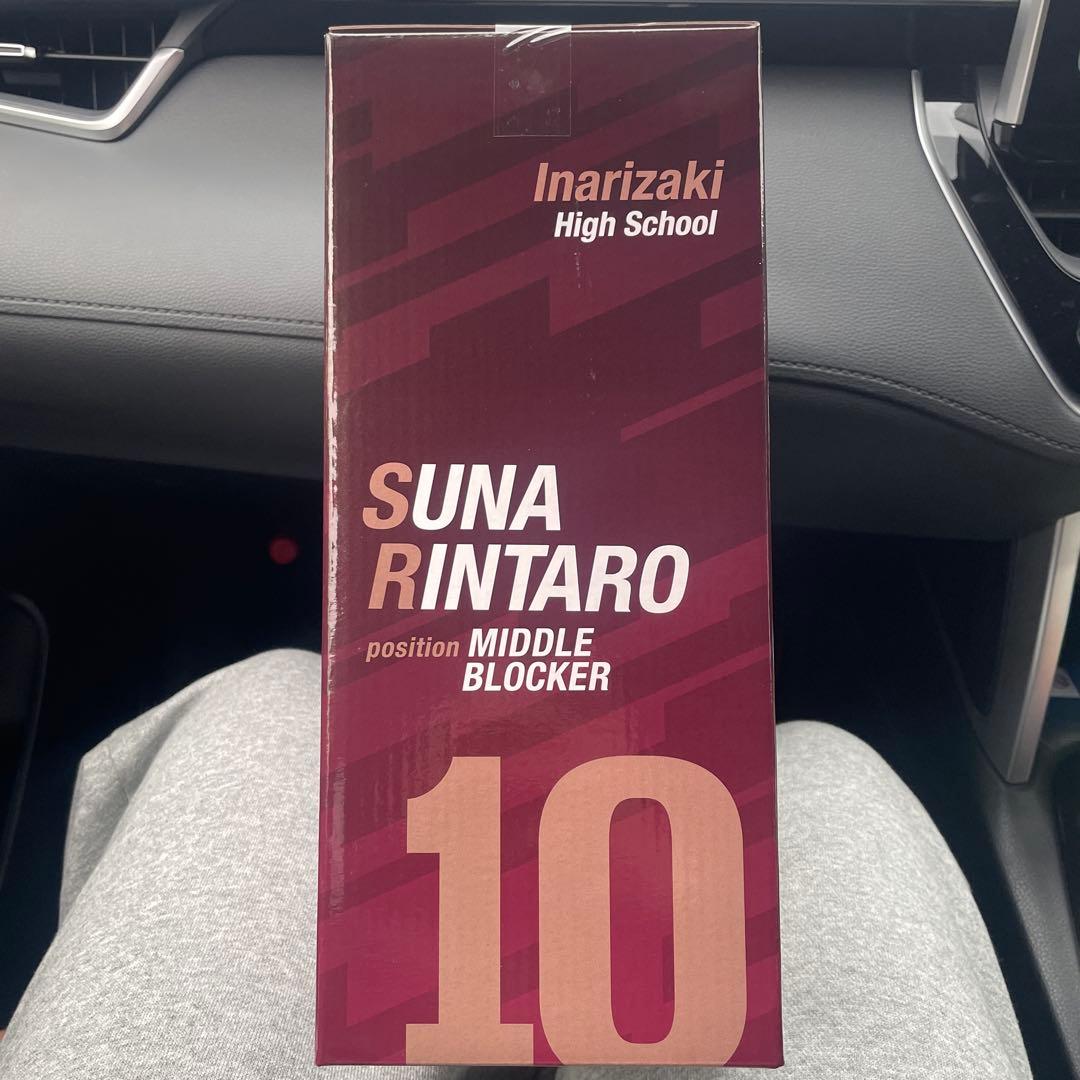 Inarizaki
High School
SUNA
RINTARO
position MIDDLE
BLOCKER
10